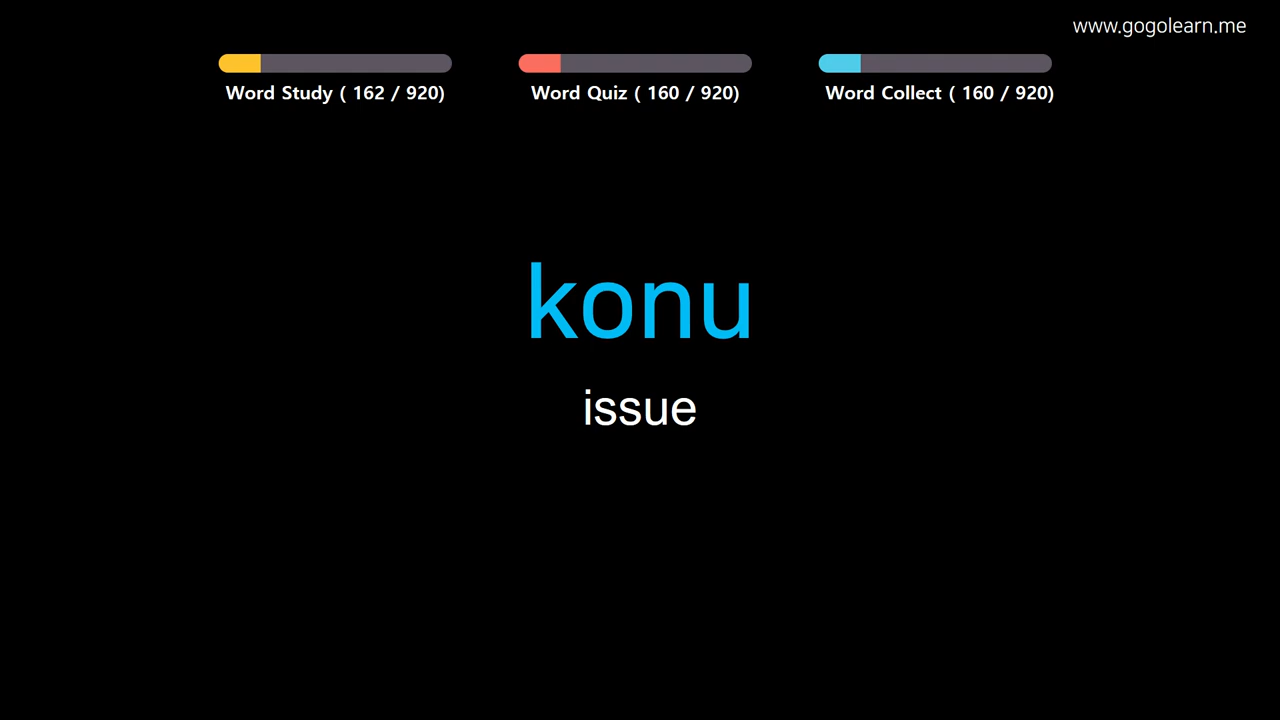 www.gogolearn.me
Word Study ( 162 / 920)
Word Quiz ( 160 / 920)
Word Collect ( 160 / 920)
konu
issue